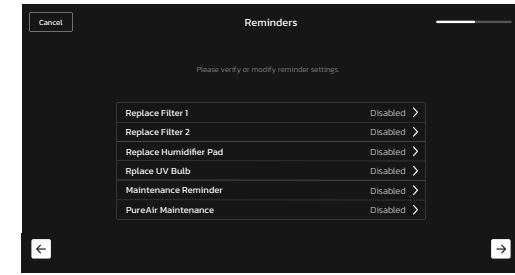 Cancel
Reminders
Please verify or modify reminder settings.
Replace Filter 1 Disabled
Replace Filter 2 Disabled
Replace Humidifier Pad Disabled
Rplace UV Bulb Disabled
Maintenance Reminder Disabled
PureAir Maintenance Disabled